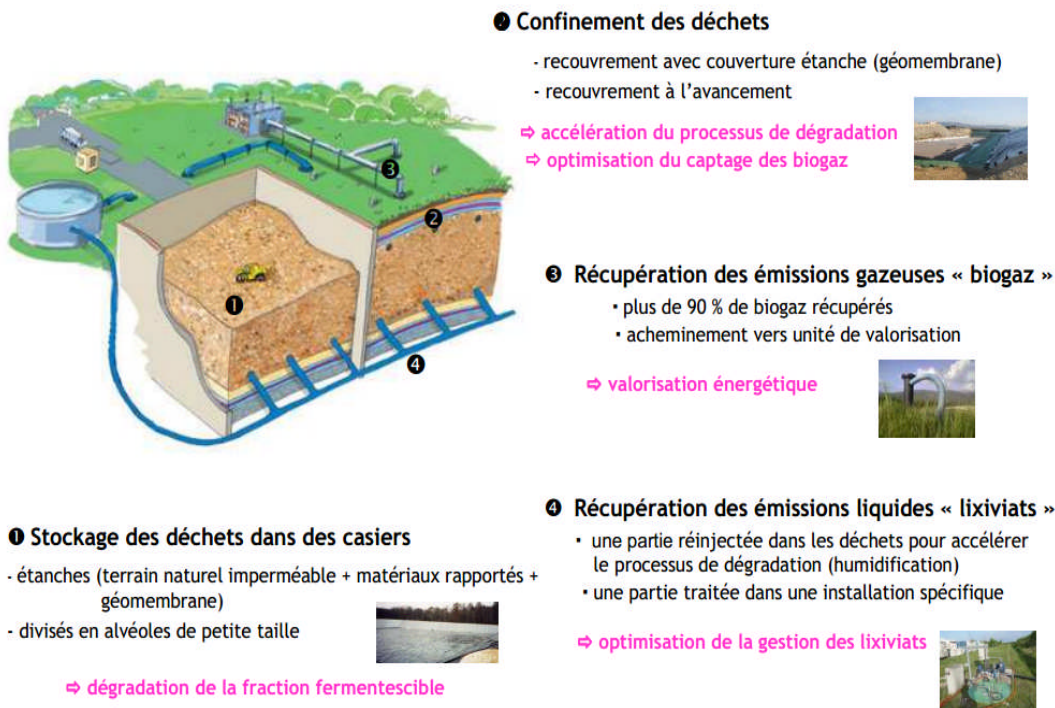 ❷ Confinement des déchets
- recouvrement avec couverture étanche (géomembrane)
- recouvrement à l’avancement
⇨ accélération du processus de dégradation
⇨ optimisation du captage des biogaz
❸
❷
❶
❹
❸ Récupération des émissions gazeuses « biogaz »
• plus de 90 % de biogaz récupérés
• acheminement vers unité de valorisation
⇨ valorisation énergétique
❶ Stockage des déchets dans des casiers
- étanches (terrain naturel imperméable + matériaux rapportés +
géomembrane)
- divisés en alvéoles de petite taille
⇨ dégradation de la fraction fermentescible
❹ Récupération des émissions liquides « lixiviats »
• une partie réinjectée dans les déchets pour accélérer
le processus de dégradation (humidification)
• une partie traitée dans une installation spécifique
⇨ optimisation de la gestion des lixiviats